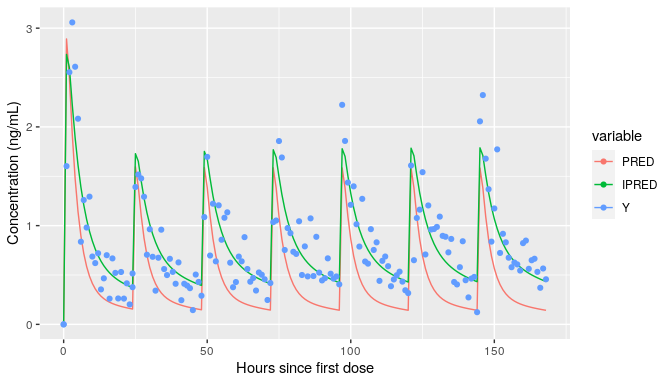 3
2
1
0
0
50
100
150
Hours since first dose
Concentration (ng/mL)
variable
PRED
IPRED
Y